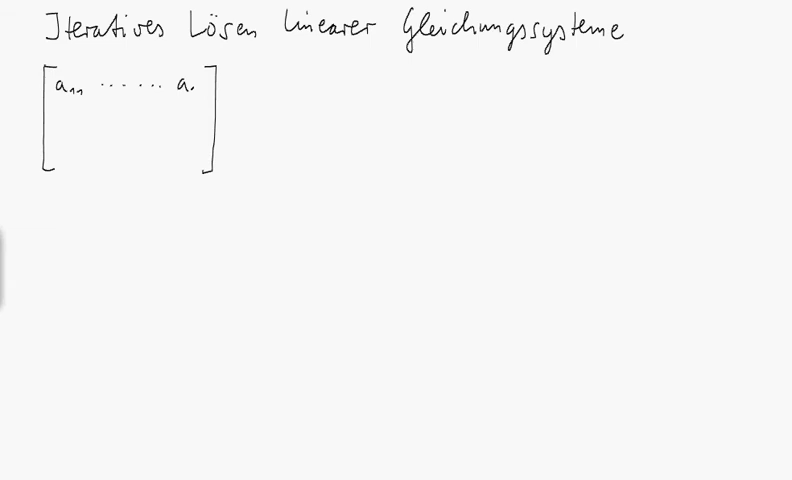 Iteratives Lösen linearer Gleichungssysteme
a₁₁ ...... a.